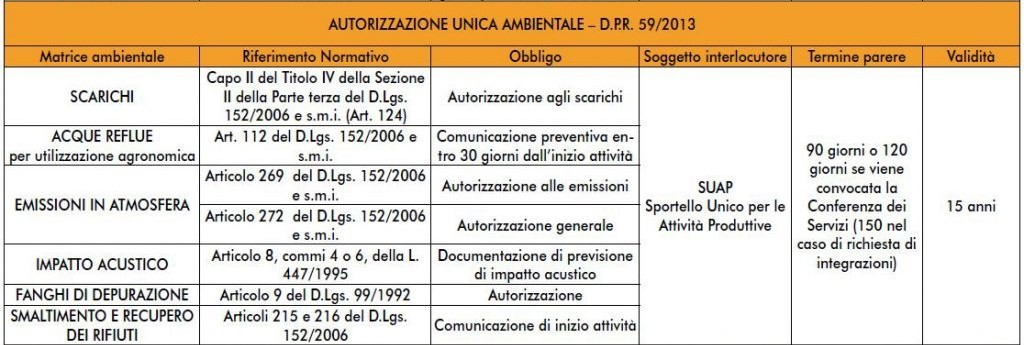 AUTORIZZAZIONE UNICA AMBIENTALE – D.P.R. 59/2013
Matrice ambientale
Riferimento Normativo
Obbligo
Soggetto interlocutore
Termine parere
Validità
SCARICHI
Capo II del Titolo IV della Sezione
II della Parte terza del D.Lgs.
152/2006 e s.m.i. (Art. 124)
Autorizzazione agli scarichi
ACQUE REFLUE
per utilizzazione agronomica
Art. 112 del D.Lgs. 152/2006 e
s.m.i.
Comunicazione preventiva en-
tro 30 giorni dall'inizio attività
EMISSIONI IN ATMOSFERA
Articolo 269 del D.Lgs. 152/2006
e s.m.i.
Autorizzazione alle emissioni
Articolo 272 del D.Lgs. 152/2006
e s.m.i.
Autorizzazione generale
IMPATTO ACUSTICO
Articolo 8, commi 4 o 6, della L.
447/1995
Documentazione di previsione
di impatto acustico
FANGHI DI DEPURAZIONE
Articolo 9 del D.Lgs. 99/1992
Autorizzazione
SMALTIMENTO E RECUPERO
DEI RIFIUTI
Articoli 215 e 216 del D.Lgs.
152/2006
Comunicazione di inizio attività
SUAP
Sportello Unico per le
Attività Produttive
90 giorni o 120
giorni se viene
convocata la
Conferenza dei
Servizi (150 nel
caso di richiesta di
integrazioni)
15 anni